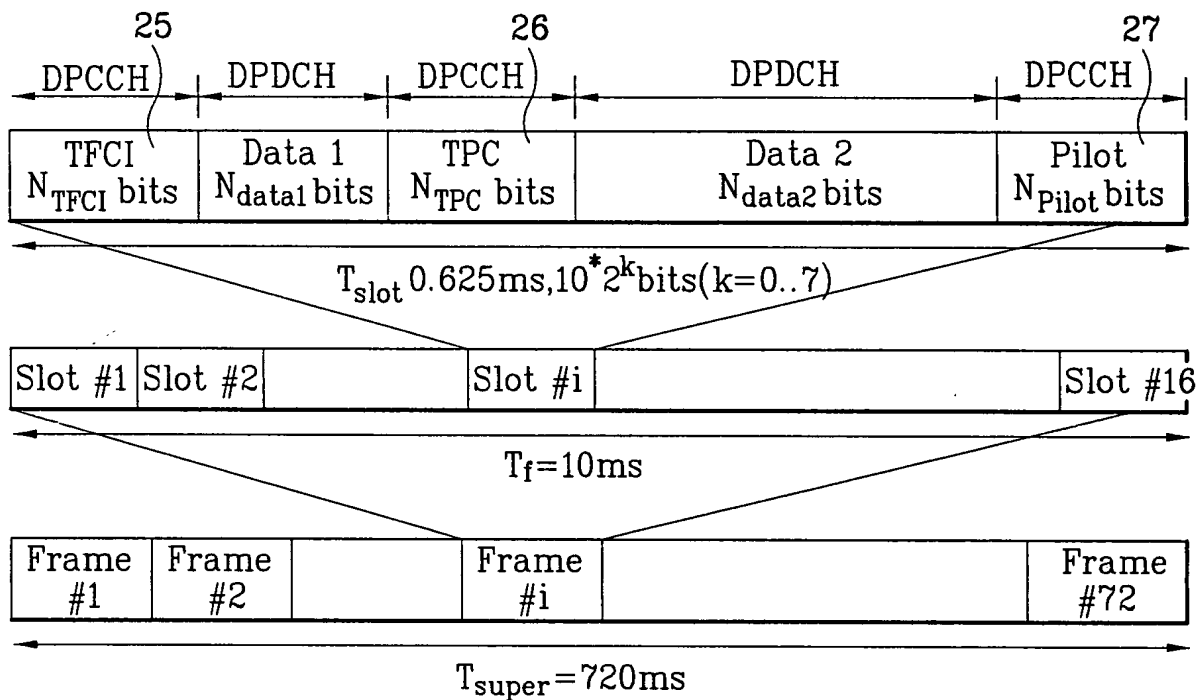 25 26 27
DPCCH DPDCH DPCCH DPDCH DPCCH
TFCI Data 1 TPC Data 2 Pilot
N_TFCI bits N_data1 bits N_TPC bits N_data2 bits N_Pilot bits
T_slot 0.625ms,10*2^k bits(k=0..7)
Slot #1 Slot #2 Slot #i Slot #16
T_f=10ms
Frame Frame Frame Frame
#1 #2 #i #72
T_super=720ms